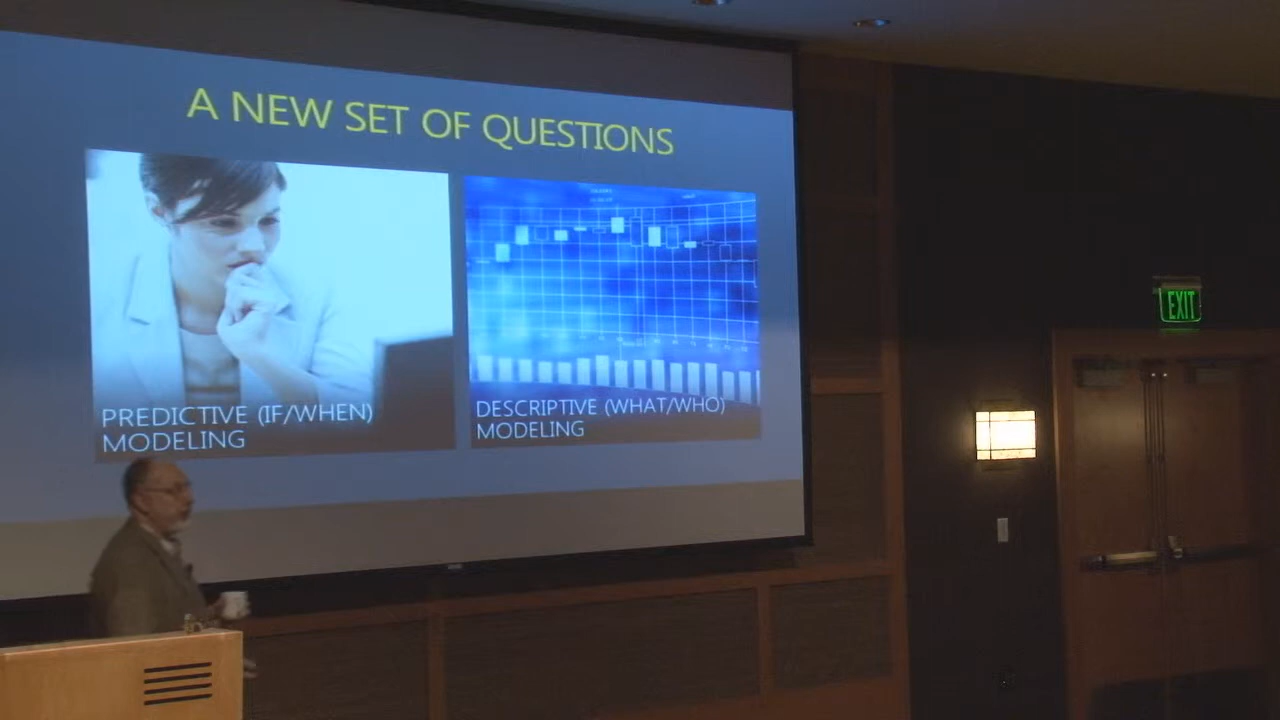 A NEW SET OF QUESTIONS
PREDICTIVE (IF/WHEN)
MODELING
DESCRIPTIVE (WHAT/WHO)
MODELING
EXIT